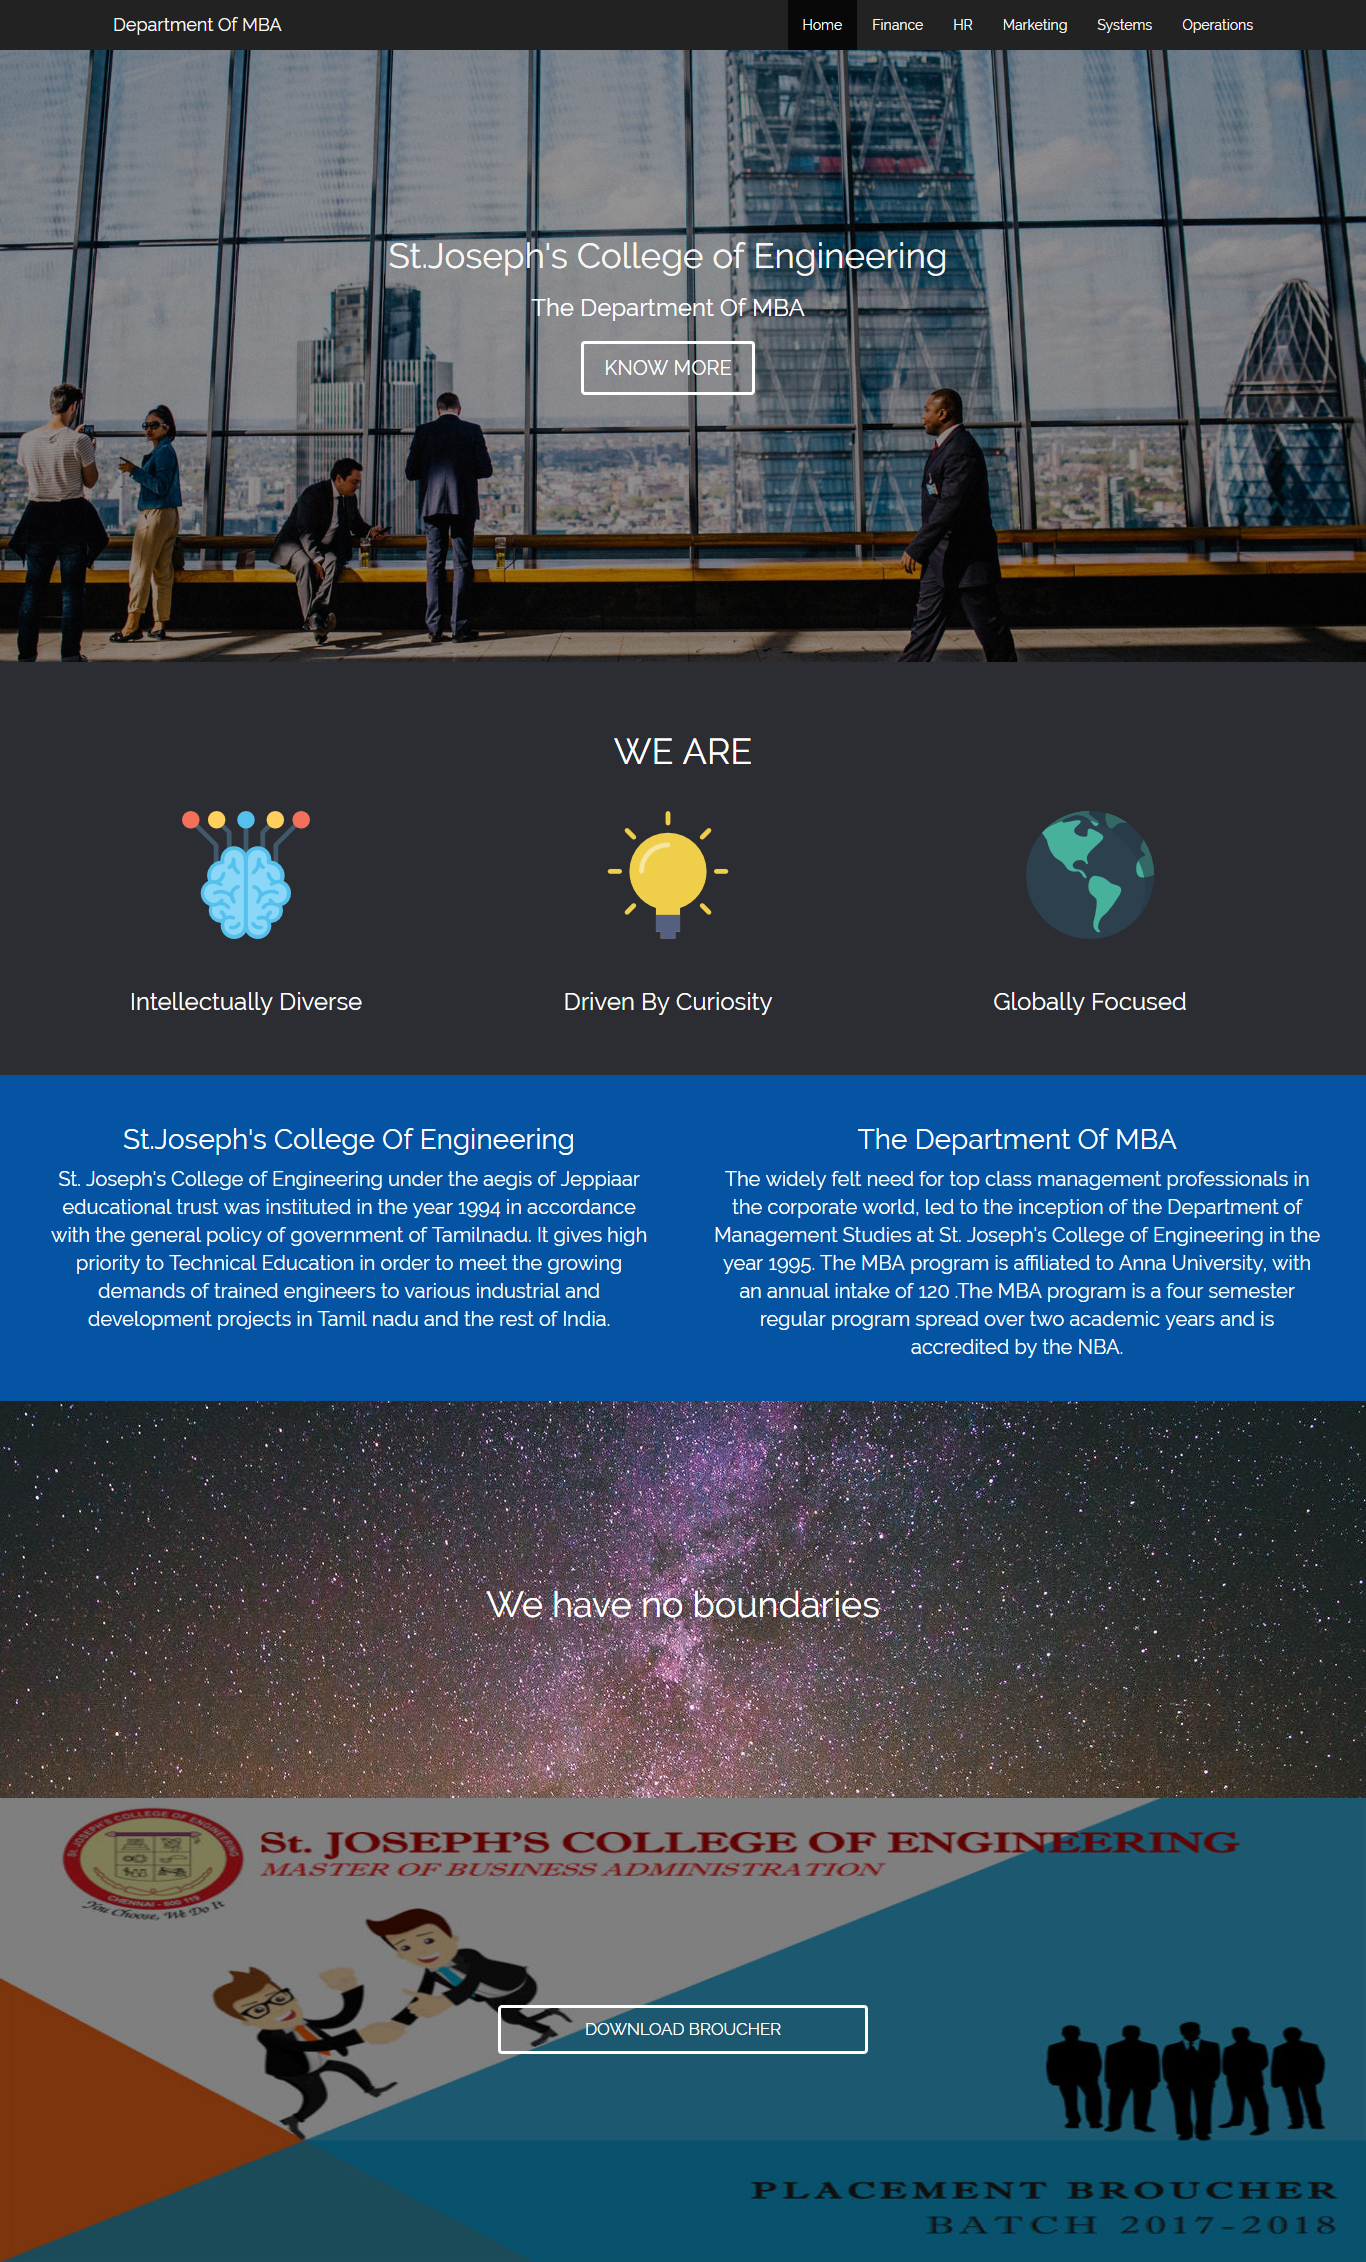 Department Of MBA
Home Finance HR Marketing Systems Operations
St.Joseph's College of Engineering
The Department Of MBA
KNOW MORE
WE ARE
Intellectually Diverse
Driven By Curiosity
Globally Focused
St.Joseph's College Of Engineering
St. Joseph's College of Engineering under the aegis of Jeppiaar
educational trust was instituted in the year 1994 in accordance
with the general policy of government of Tamilnadu. It gives high
priority to Technical Education in order to meet the growing
demands of trained engineers to various industrial and
development projects in Tamil nadu and the rest of India.
The Department Of MBA
The widely felt need for top class management professionals in
the corporate world, led to the inception of the Department of
Management Studies at St. Joseph's College of Engineering in the
year 1995. The MBA program is affiliated to Anna University, with
an annual intake of 120 .The MBA program is a four semester
regular program spread over two academic years and is
accredited by the NBA.
We have no boundaries
ST. JOSEPH'S COLLEGE OF ENGINEERING
CHENNAI - 600 119
You Choose, We Do It
St. JOSEPH'S COLLEGE OF ENGINEERING
MASTER OF BUSINESS ADMINISTRATION
DOWNLOAD BROUCHER
PLACEMENT BROUCHER
BATCH 2017-2018